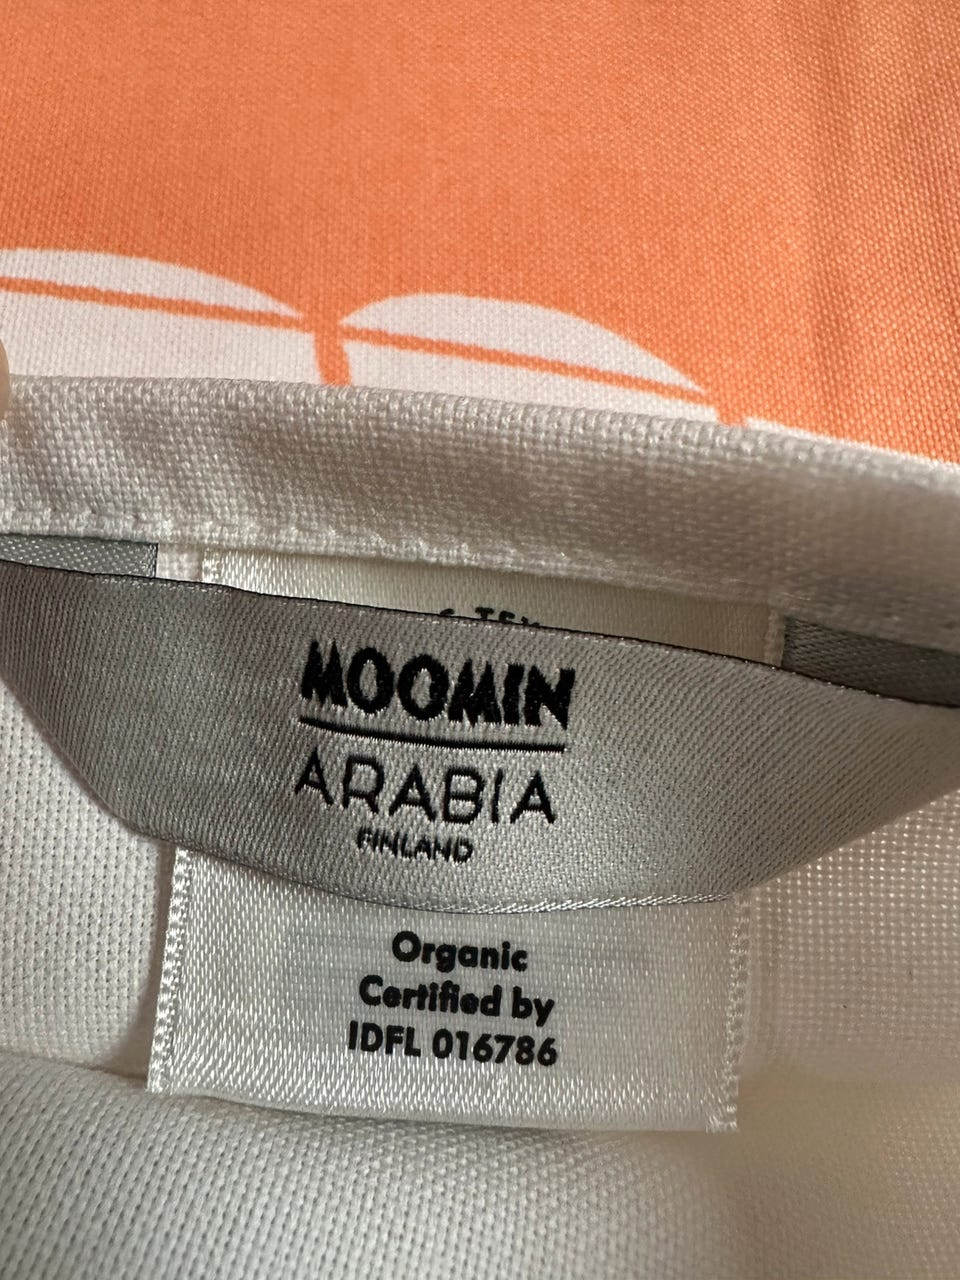 MOOMIN
ARABIA
FINLAND
Organic
Certified by
IDFL 016786